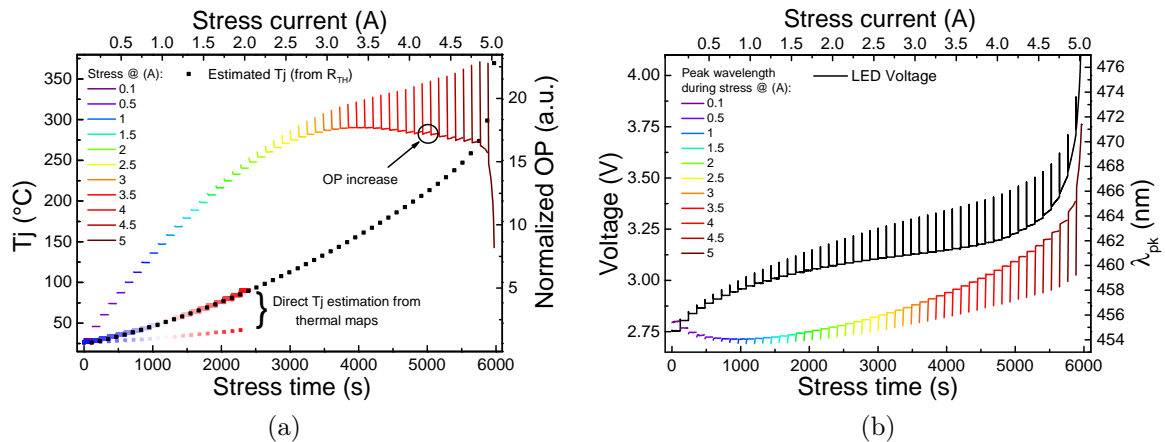 Stress current (A)
0.5 1.0 1.5 2.0 2.5 3.0 3.5 4.0 4.5 5.0
Stress @ (A):
0.1
0.5
1
1.5
2
2.5
3
3.5
4
4.5
5
Estimated Tj (from R_TH)
OP increase
Direct Tj estimation from
thermal maps
Tj (°C)
350
300
250
200
150
100
50
Normalized OP (a.u.)
20
15
10
5
0 1000 2000 3000 4000 5000 6000
Stress time (s)
(a)
Stress current (A)
0.5 1.0 1.5 2.0 2.5 3.0 3.5 4.0 4.5 5.0
Peak wavelength
during stress @ (A):
0.1
0.5
1
1.5
2
2.5
3
3.5
4
4.5
5
LED Voltage
Voltage (V)
4.00
3.75
3.50
3.25
3.00
2.75
λpk (nm)
476
474
472
470
468
466
464
462
460
458
456
454
0 1000 2000 3000 4000 5000 6000
Stress time (s)
(b)